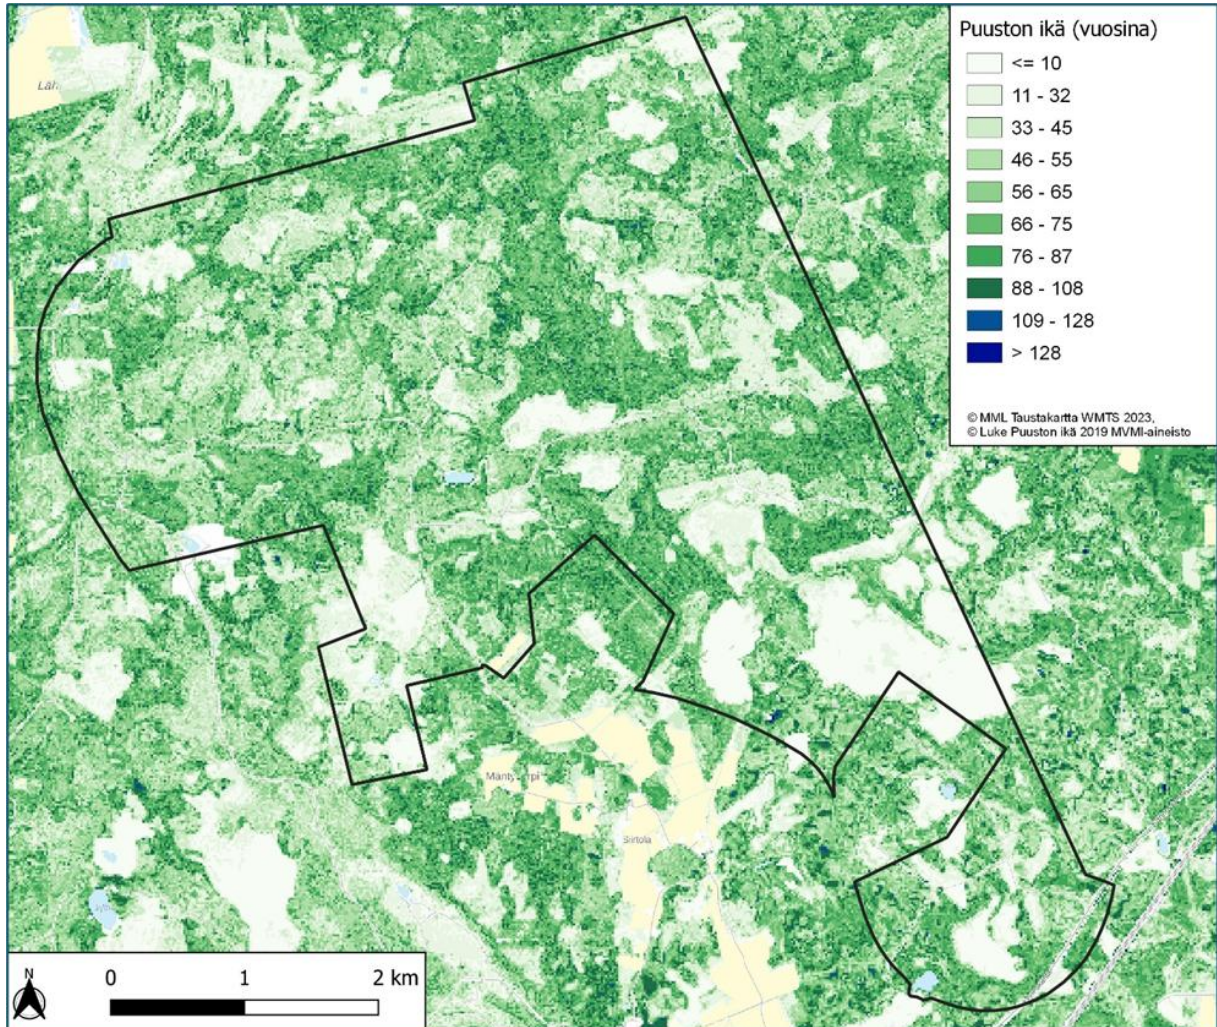 Puuston ikä (vuosina)
<= 10
11 - 32
33 - 45
46 - 55
56 - 65
66 - 75
76 - 87
88 - 108
109 - 128
> 128
© MML Taustakartta WMTS 2023,
© Luke Puuston ikä 2019 MVMI-aineisto
Siirtola
N
0 1 2 km